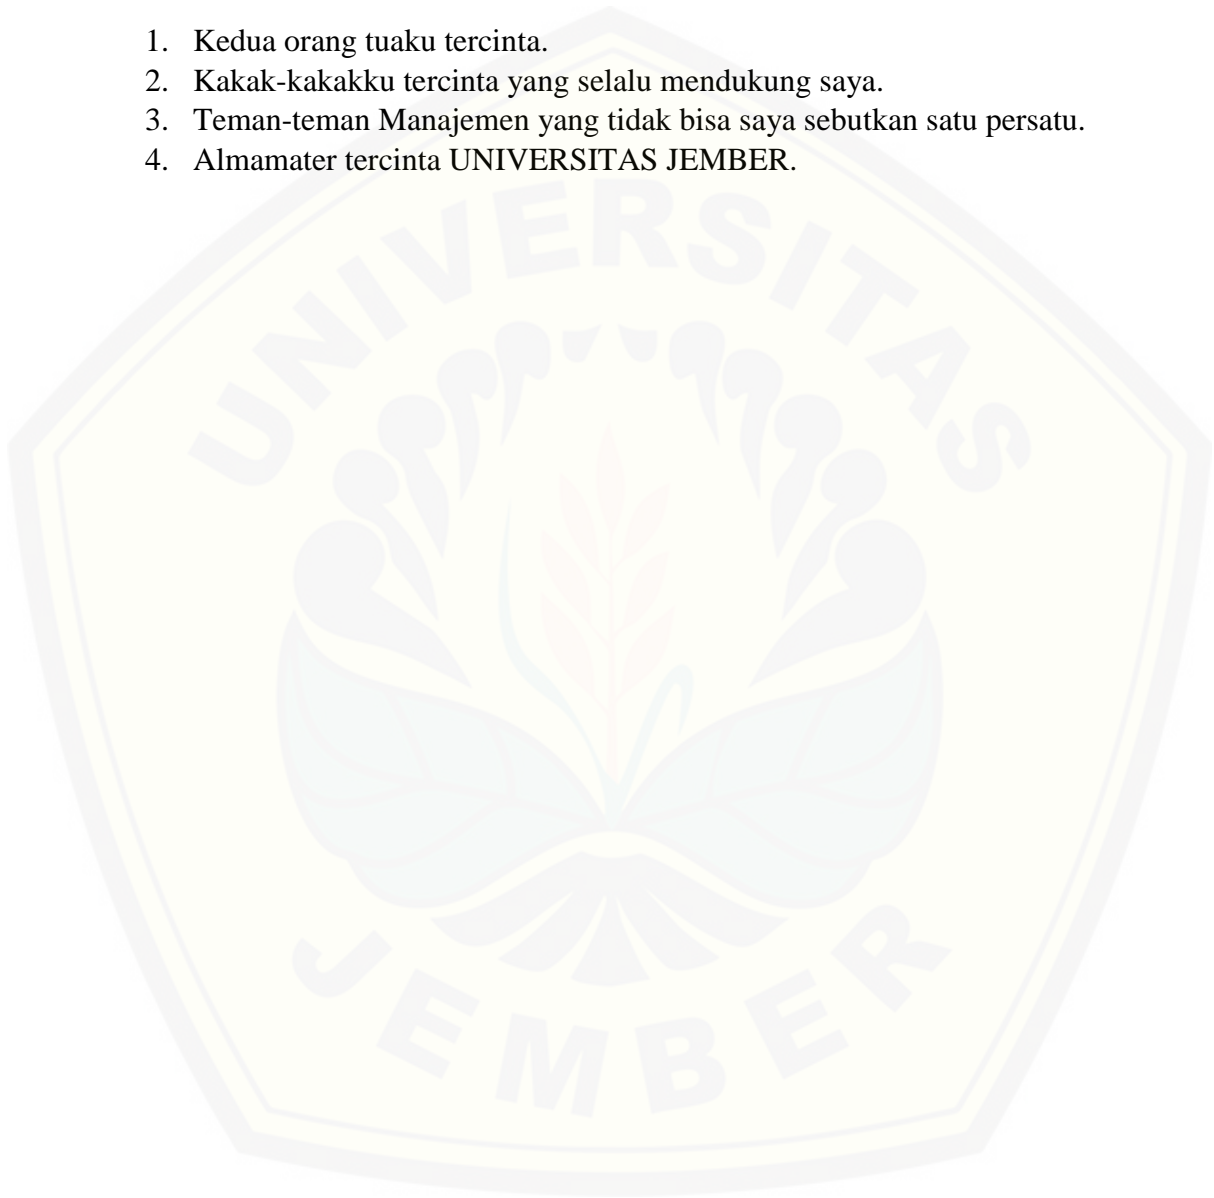 1. Kedua orang tuaku tercinta.
2. Kakak-kakakku tercinta yang selalu mendukung saya.
3. Teman-teman Manajemen yang tidak bisa saya sebutkan satu persatu.
4. Almamater tercinta UNIVERSITAS JEMBER.
UNIVERSITAS
JEMBER